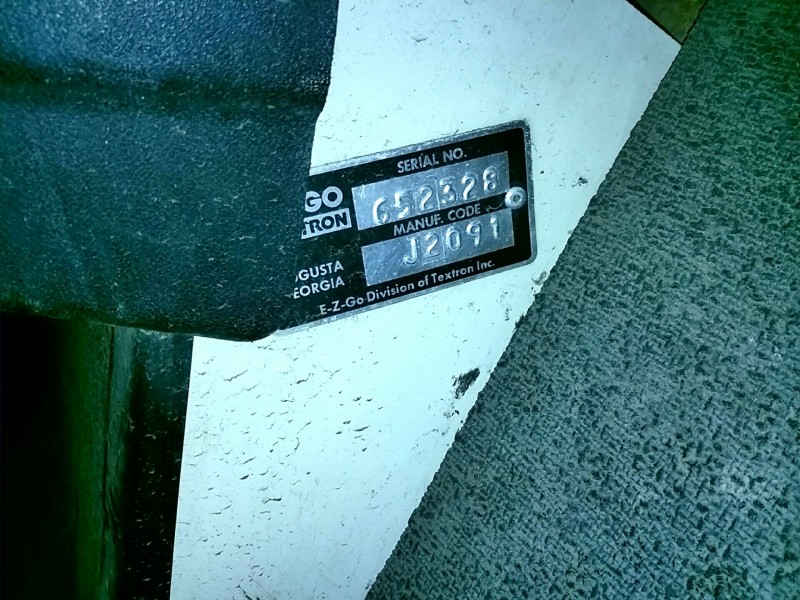 SERIAL NO.
GO 652328
TRON MANUF. CODE
J2091
GUSTA
EORGIA
E-Z-Go Division of Textron Inc.